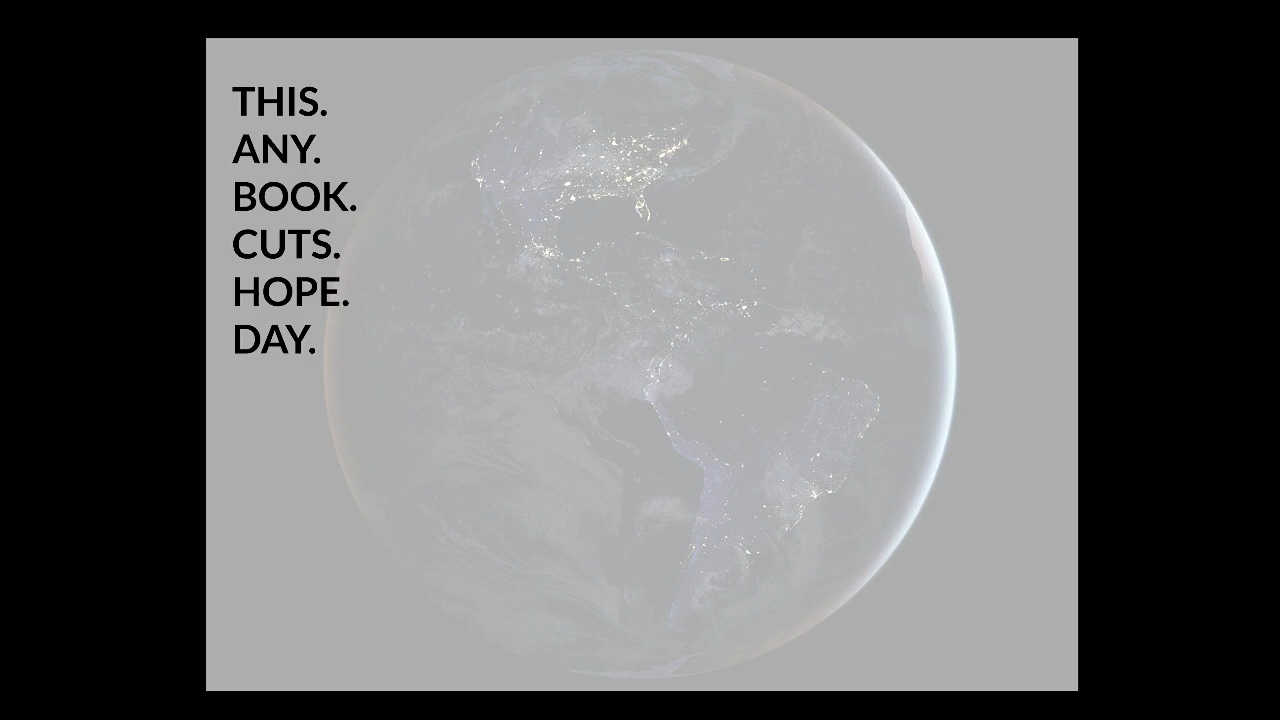 THIS.
ANY.
BOOK.
CUTS.
HOPE.
DAY.